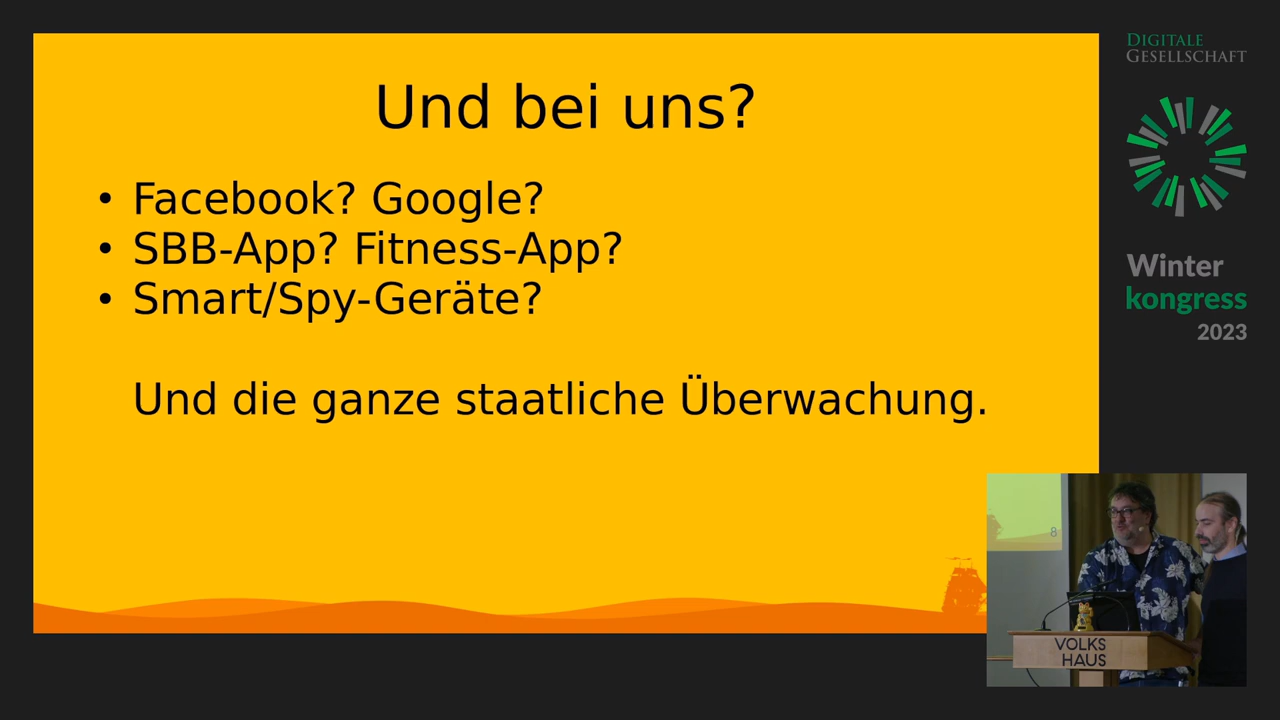 Und bei uns?
• Facebook? Google?
• SBB-App? Fitness-App?
• Smart/Spy-Geräte?
Und die ganze staatliche Überwachung.
DIGITALE
GESELLSCHAFT
Winter
kongress
2023
8
VOLKS
HAUS